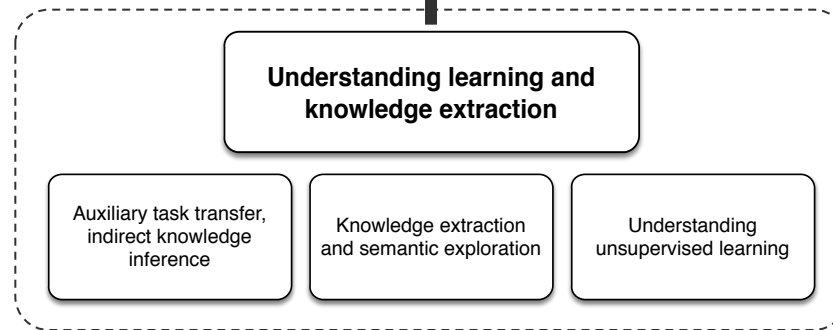 Understanding learning and
knowledge extraction
Auxiliary task transfer,
indirect knowledge
inference
Knowledge extraction
and semantic exploration
Understanding
unsupervised learning